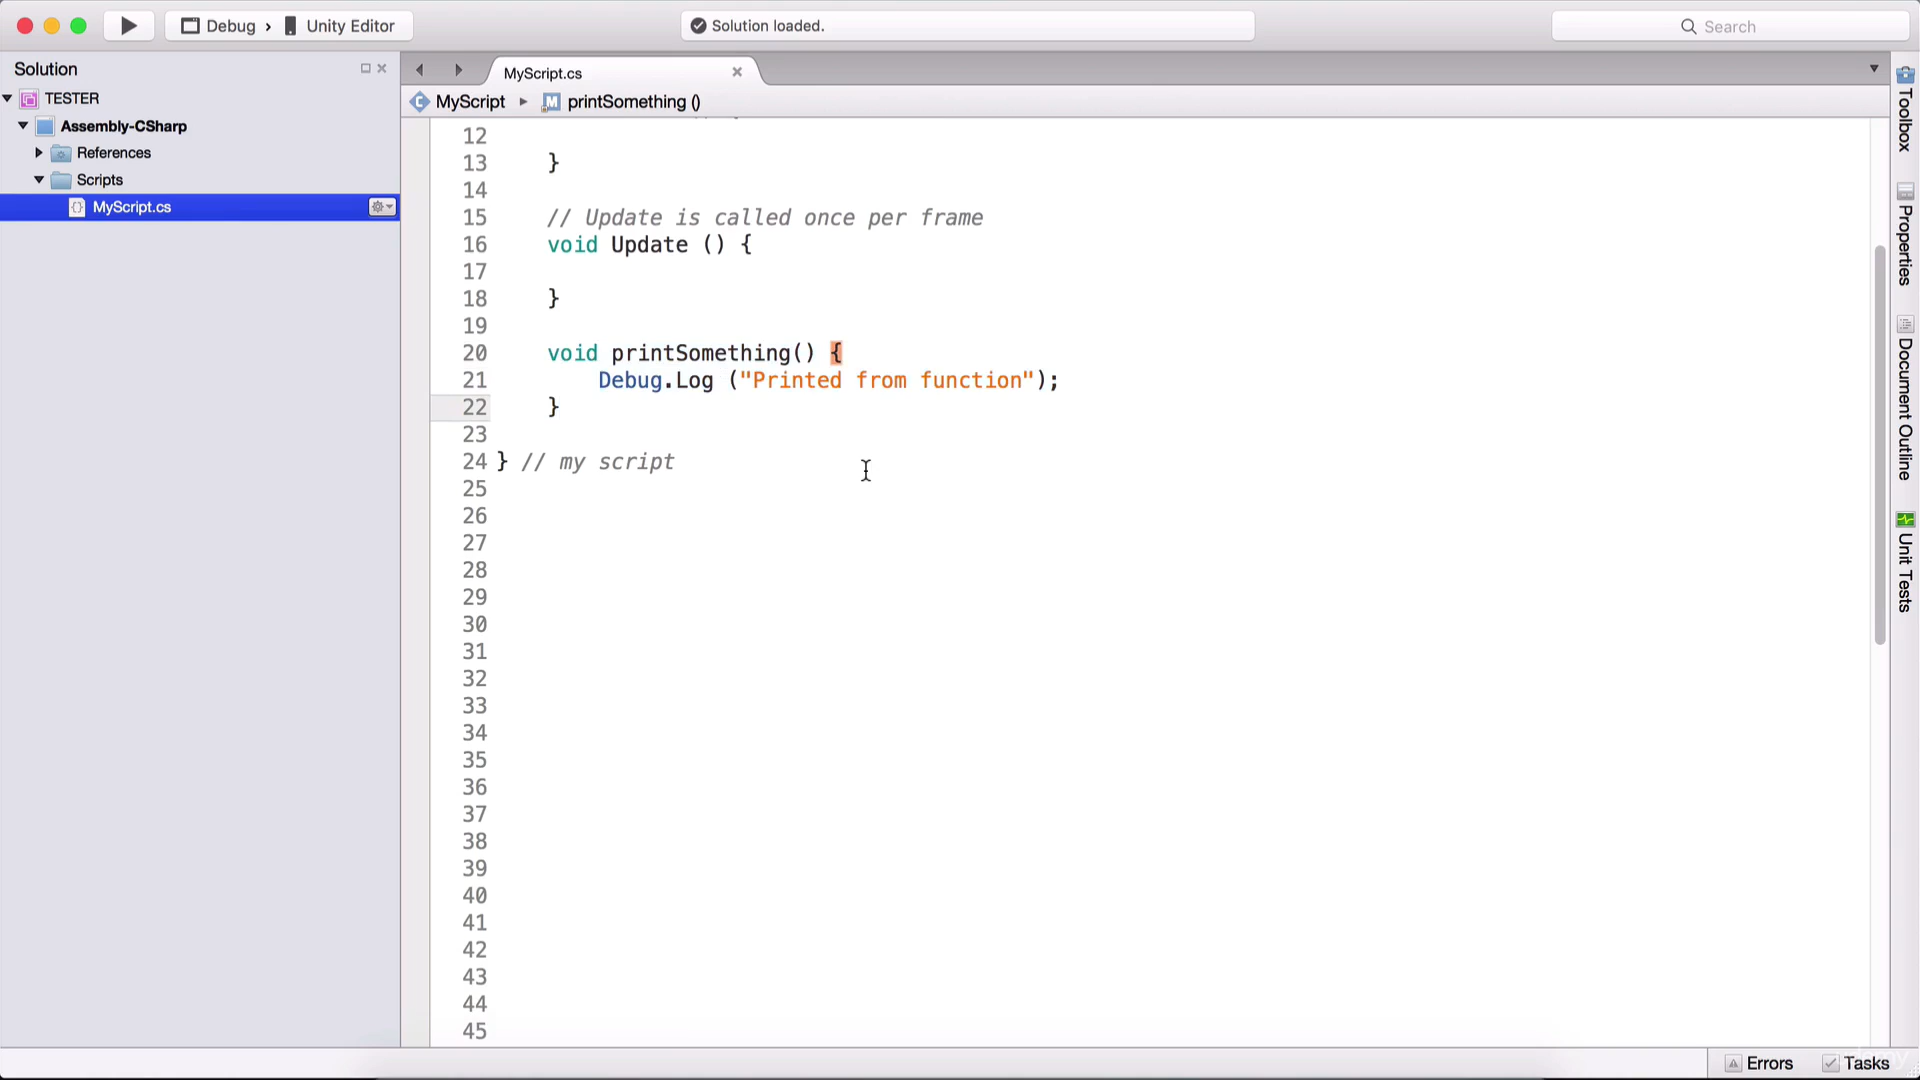 Debug › Unity Editor
Solution loaded.
Search
Solution
TESTER
Assembly-CSharp
References
Scripts
MyScript.cs
MyScript.cs
MyScript ▸ printSomething ()
12
13 }
14
15 // Update is called once per frame
16 void Update () {
17
18 }
19
20 void printSomething() {
21 Debug.Log ("Printed from function");
22 }
23
24 } // my script
25
26
27
28
29
30
31
32
33
34
35
36
37
38
39
40
41
42
43
44
45
Toolbox
Properties
Document Outline
Unit Tests
Errors
Tasks